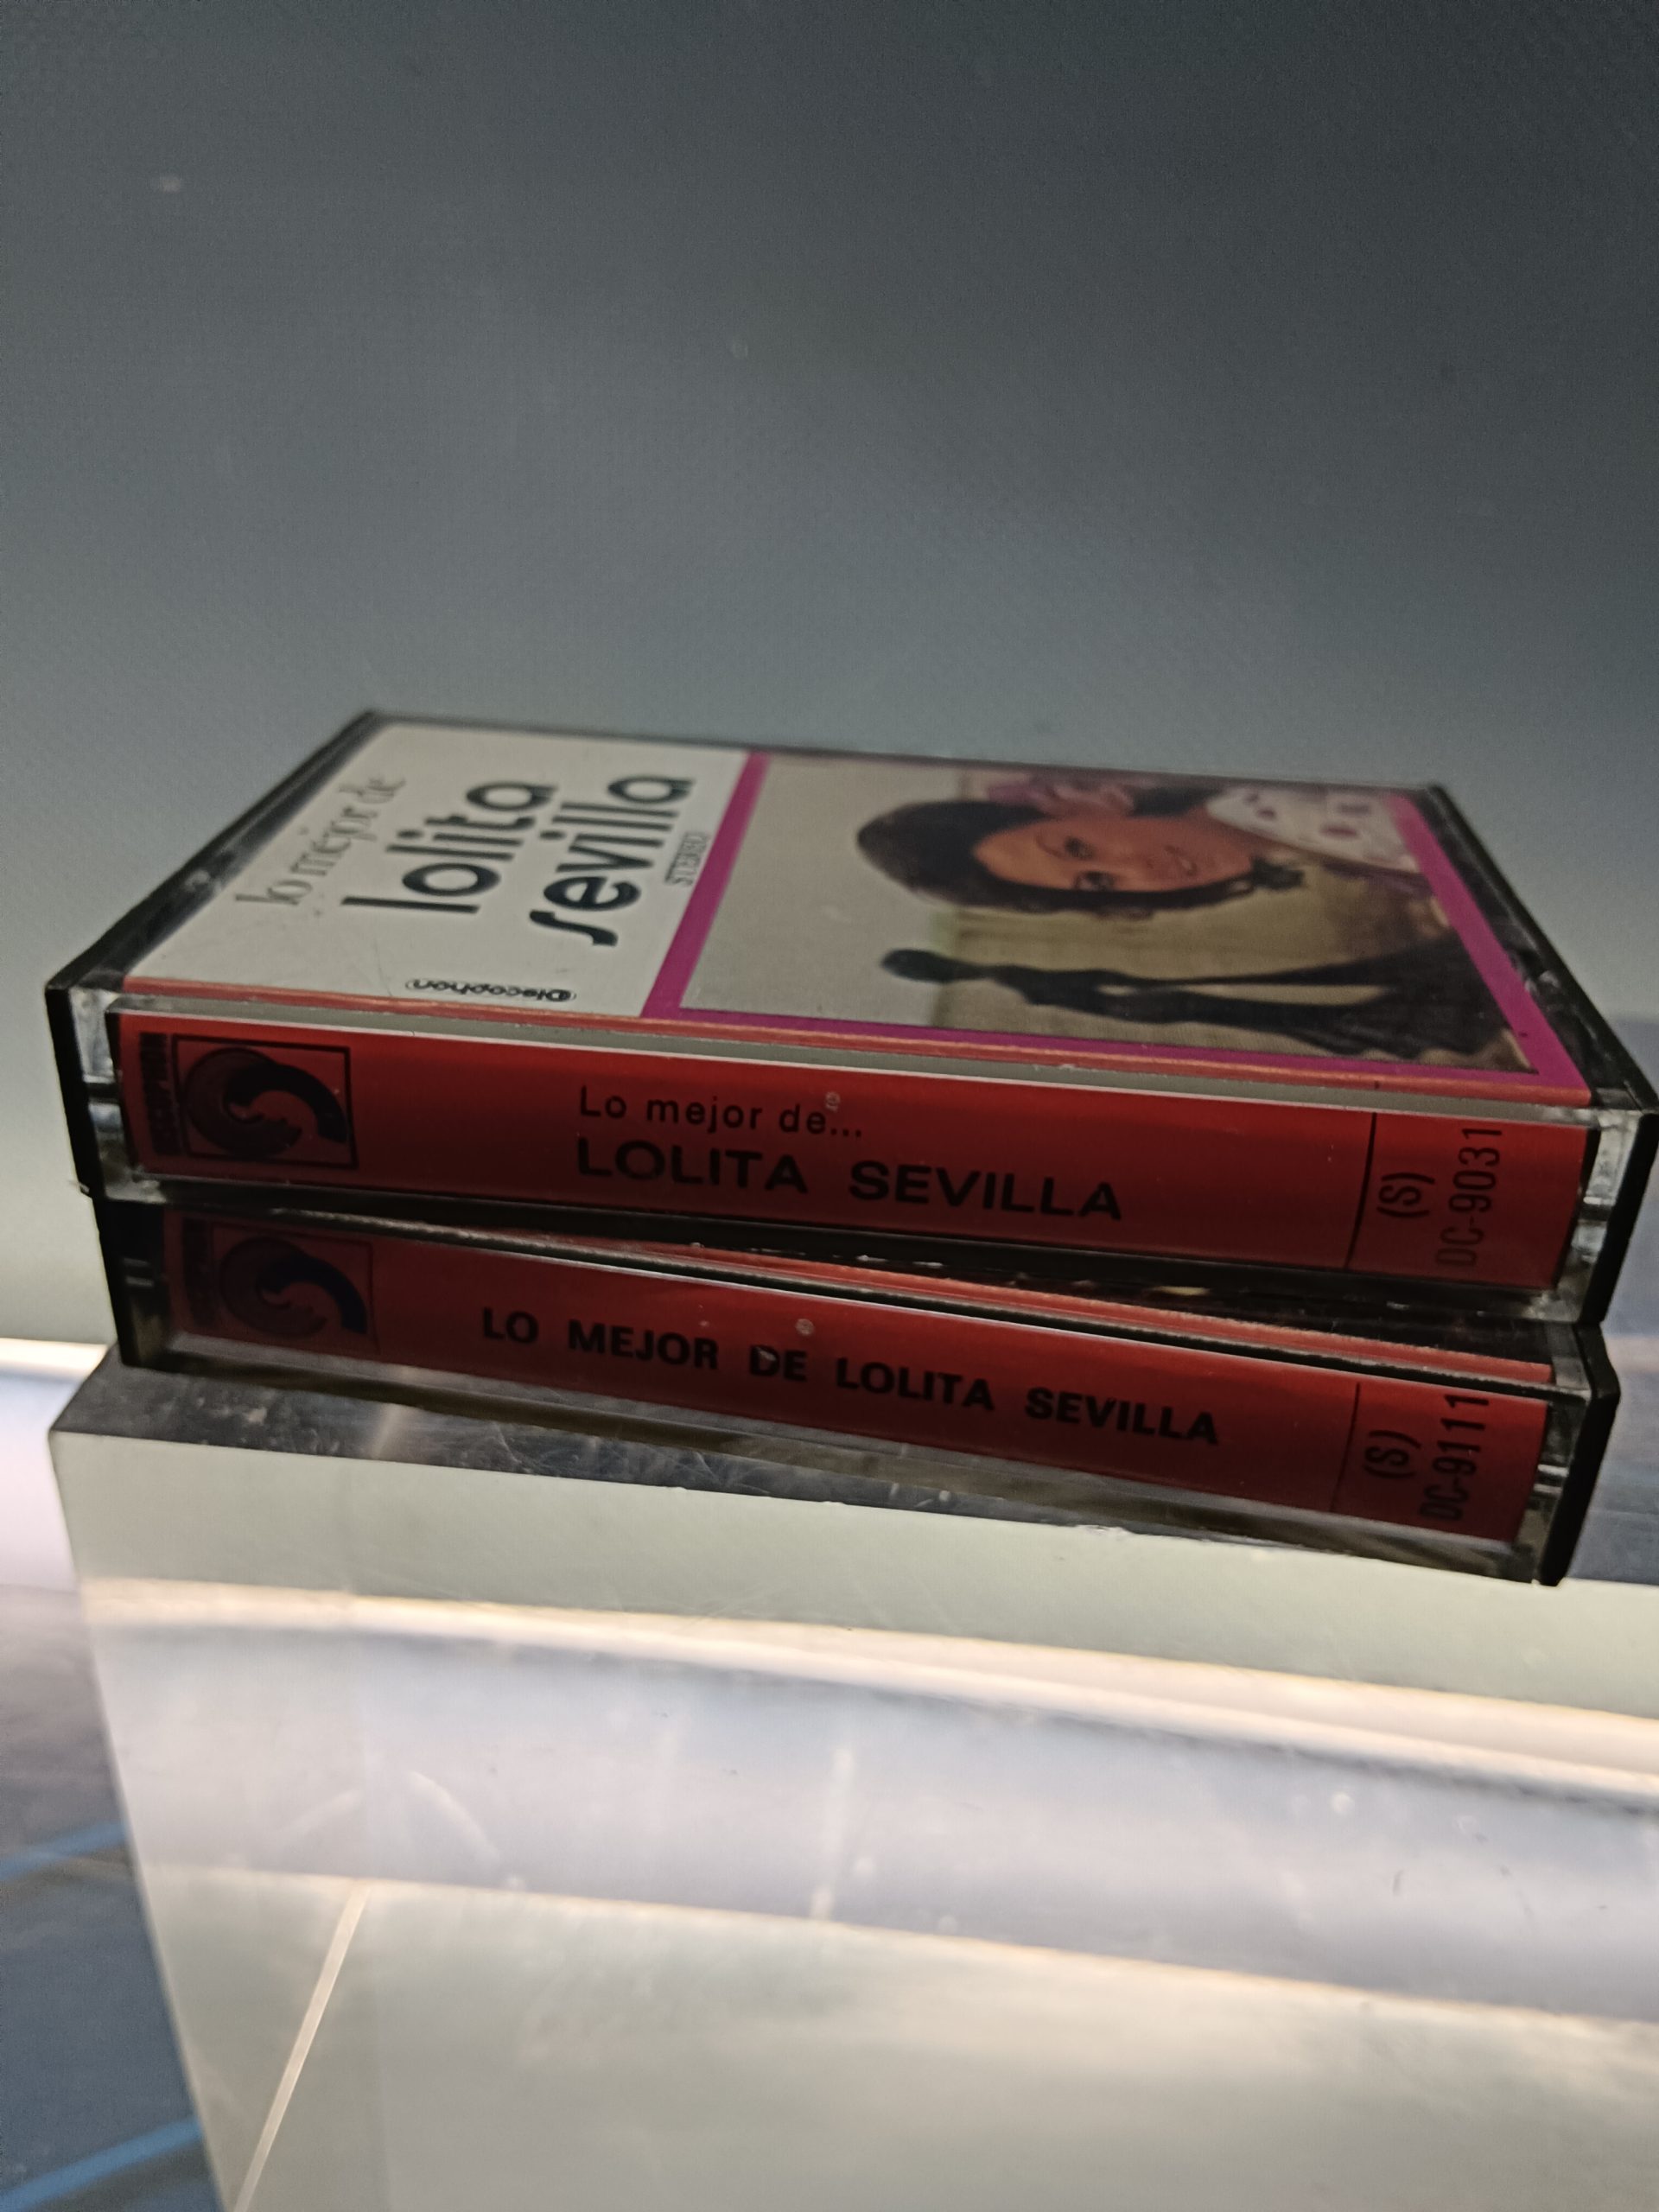 lo mejor de
lolita
sevilla
STEREO
Discophon
DISCOPHON
Lo mejor de...
LOLITA SEVILLA
(S)
DC-9031
LO MEJOR DE LOLITA SEVILLA
(S)
DC-9111